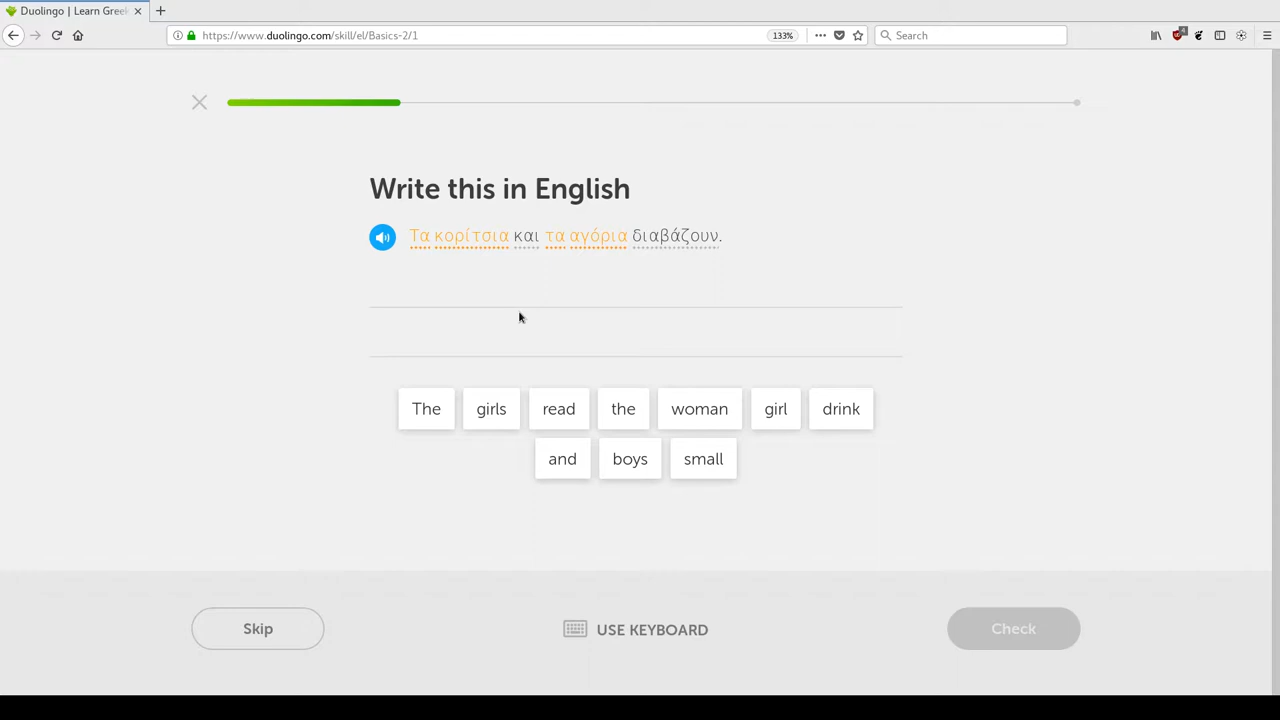 Duolingo | Learn Greek
https://www.duolingo.com/skill/el/Basics-2/1
133%
Search
4
Write this in English
Τα κορίτσια και τα αγόρια διαβάζουν.
The girls read the woman girl drink
and boys small
Skip
USE KEYBOARD
Check